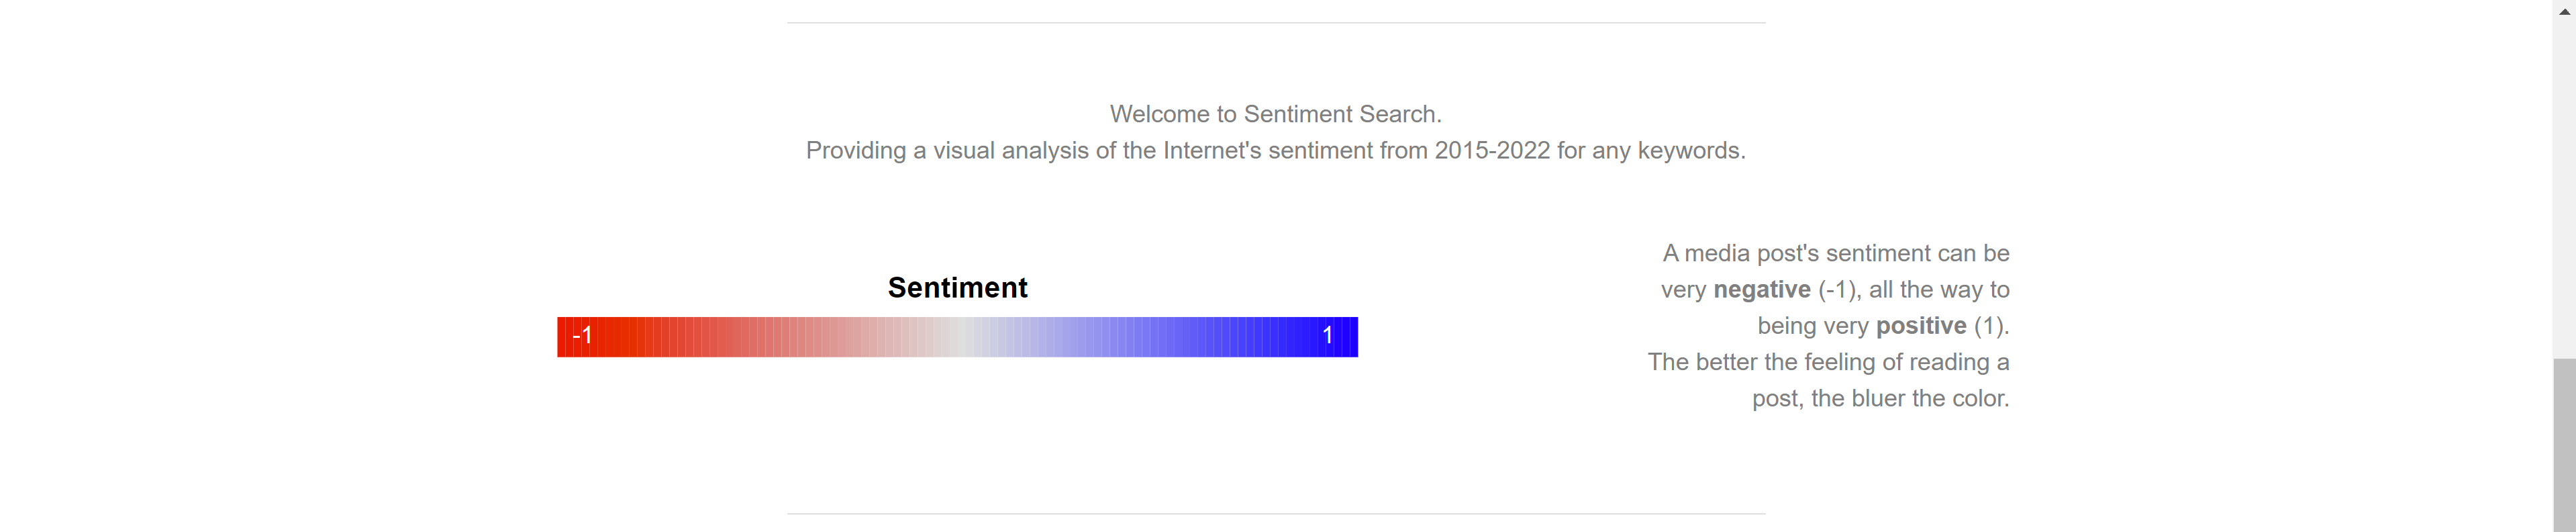 Welcome to Sentiment Search.
Providing a visual analysis of the Internet's sentiment from 2015-2022 for any keywords.
Sentiment
-1 1
A media post's sentiment can be
very negative (-1), all the way to
being very positive (1).
The better the feeling of reading a
post, the bluer the color.